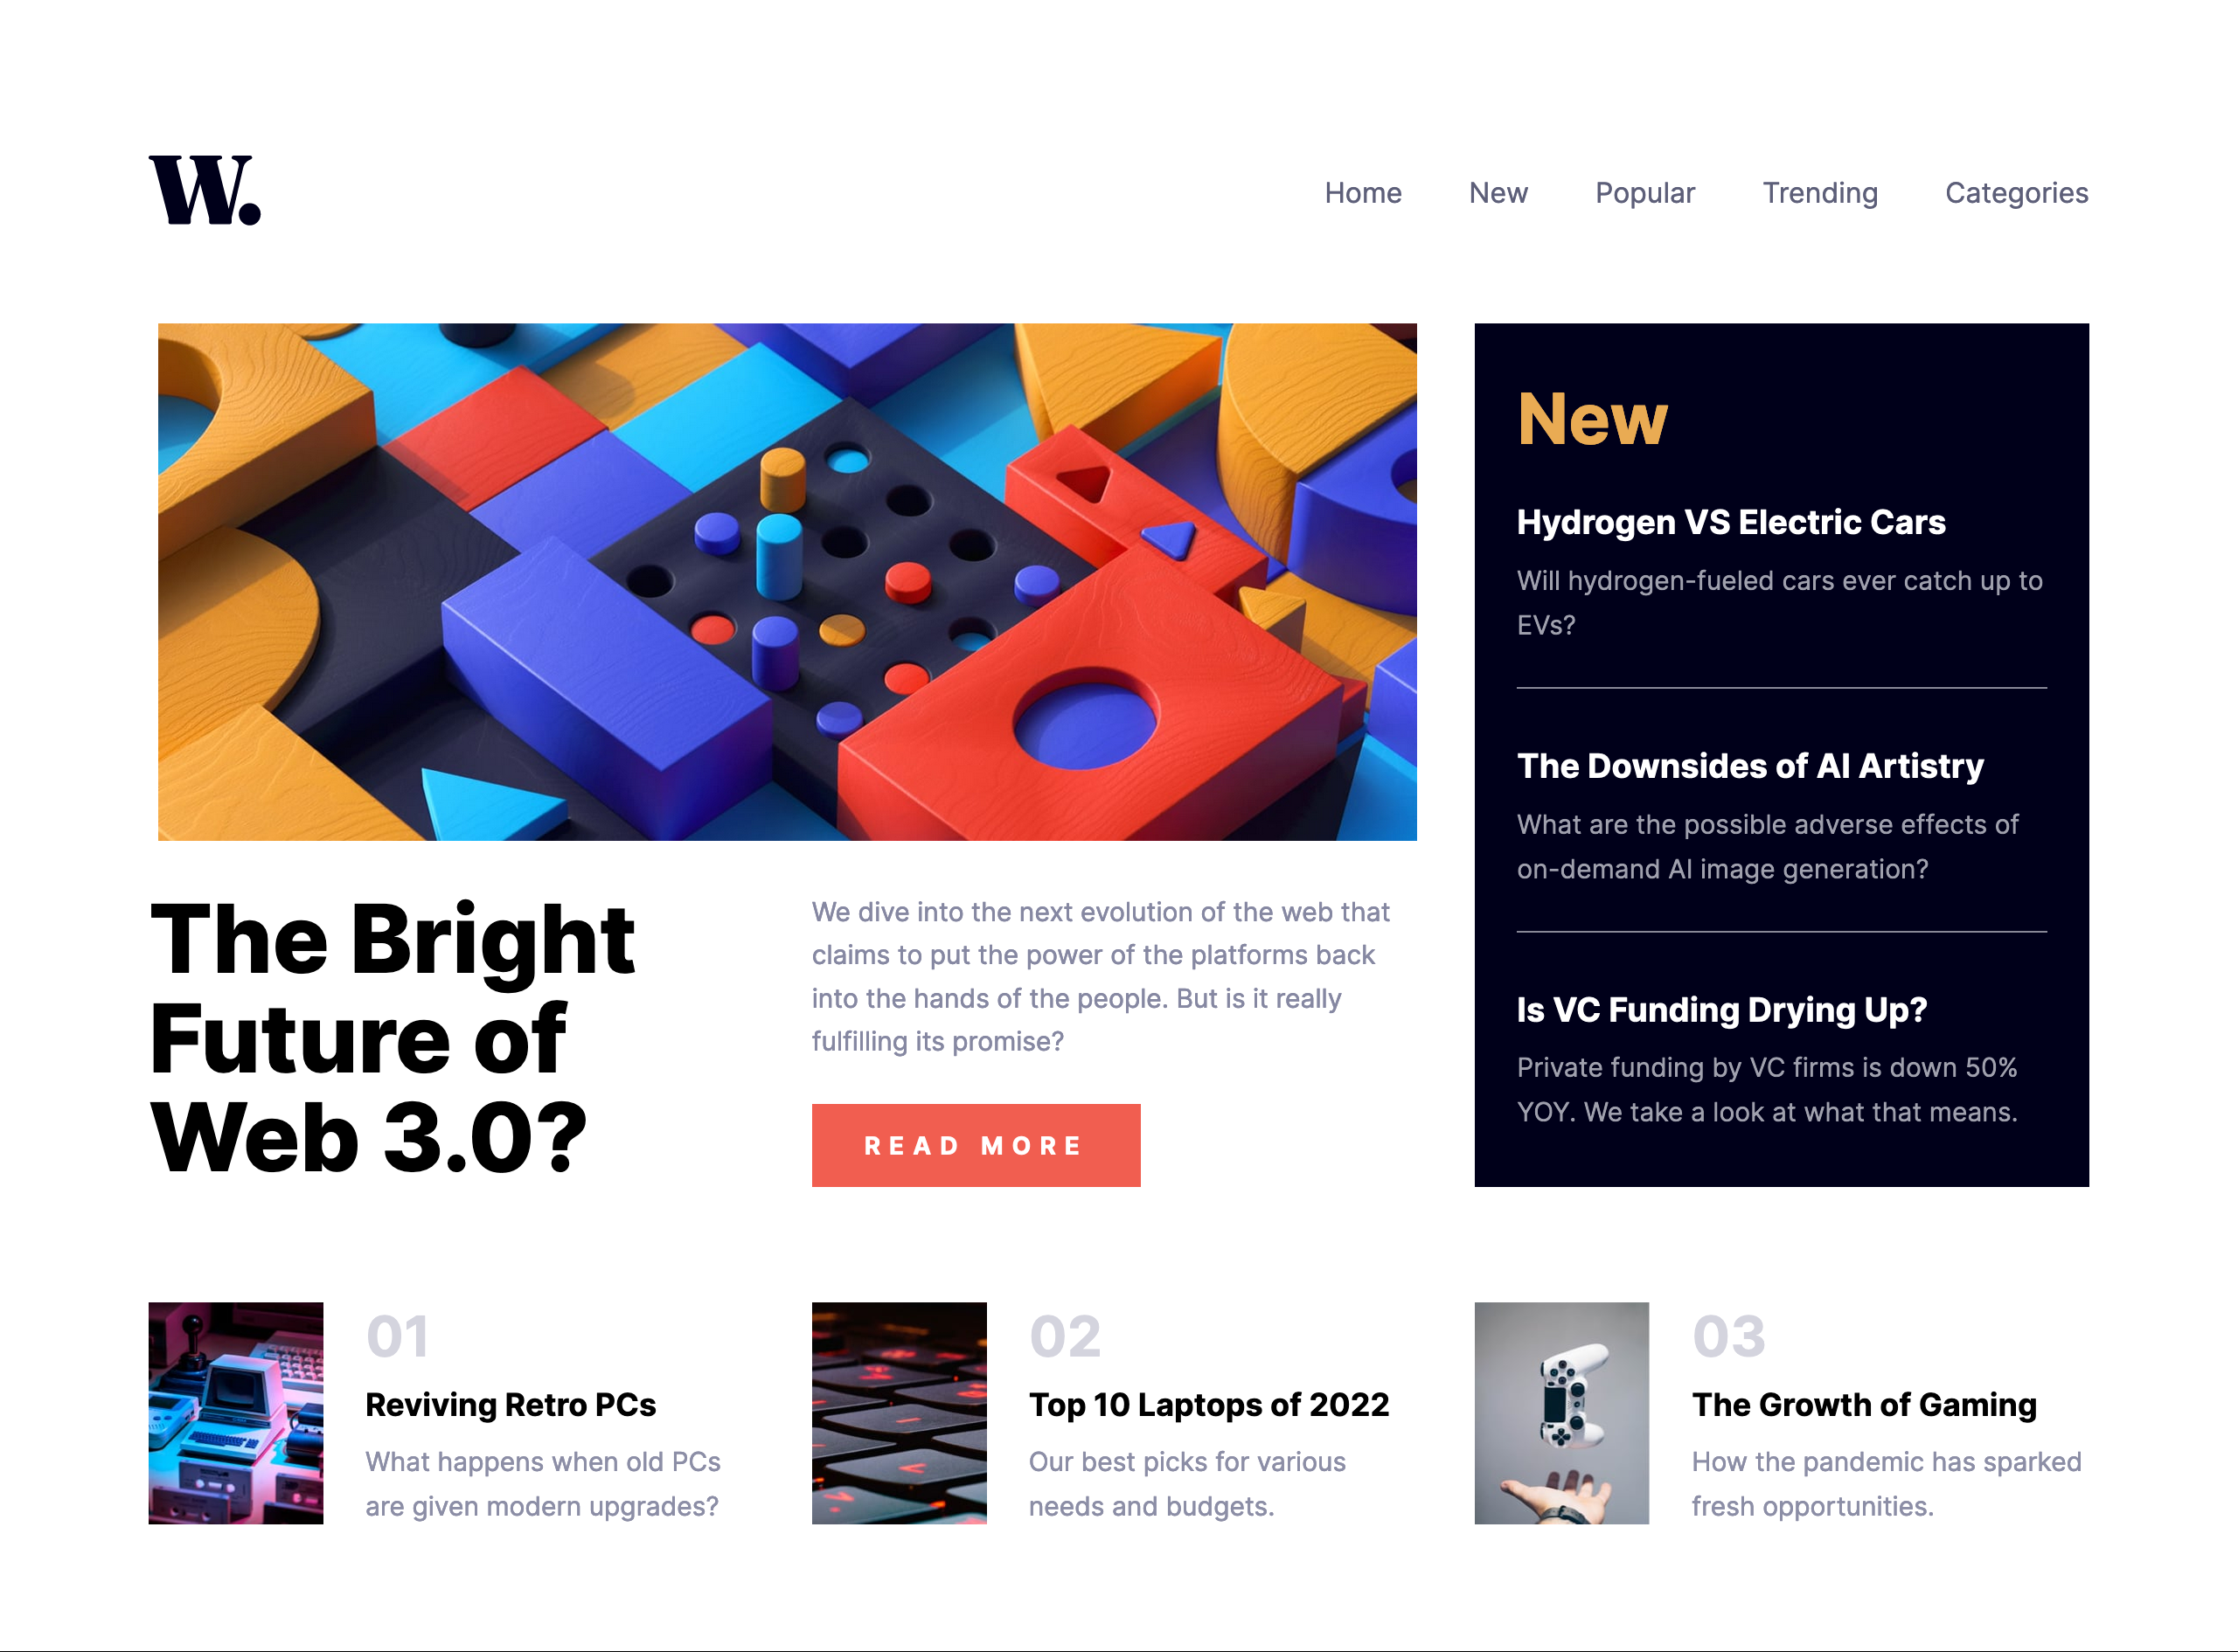 W.
Home New Popular Trending Categories
New
Hydrogen VS Electric Cars
Will hydrogen-fueled cars ever catch up to
EVs?
The Downsides of AI Artistry
What are the possible adverse effects of
on-demand AI image generation?
Is VC Funding Drying Up?
Private funding by VC firms is down 50%
YOY. We take a look at what that means.
The Bright
Future of
Web 3.0?
We dive into the next evolution of the web that
claims to put the power of the platforms back
into the hands of the people. But is it really
fulfilling its promise?
READ MORE
01
Reviving Retro PCs
What happens when old PCs
are given modern upgrades?
02
Top 10 Laptops of 2022
Our best picks for various
needs and budgets.
03
The Growth of Gaming
How the pandemic has sparked
fresh opportunities.